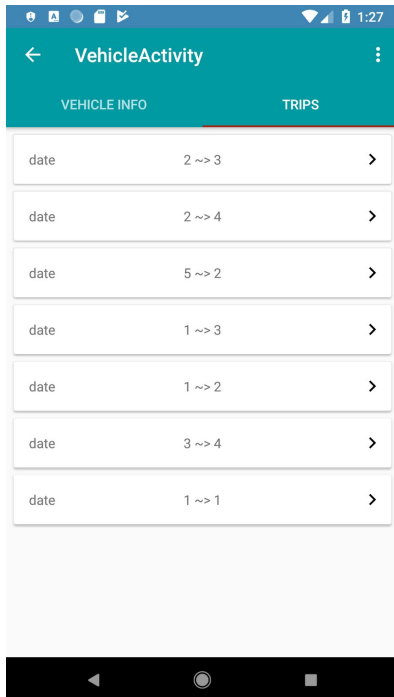 1:27
VehicleActivity
VEHICLE INFO TRIPS
date 2 ~> 3
date 2 ~> 4
date 5 ~> 2
date 1 ~> 3
date 1 ~> 2
date 3 ~> 4
date 1 ~> 1